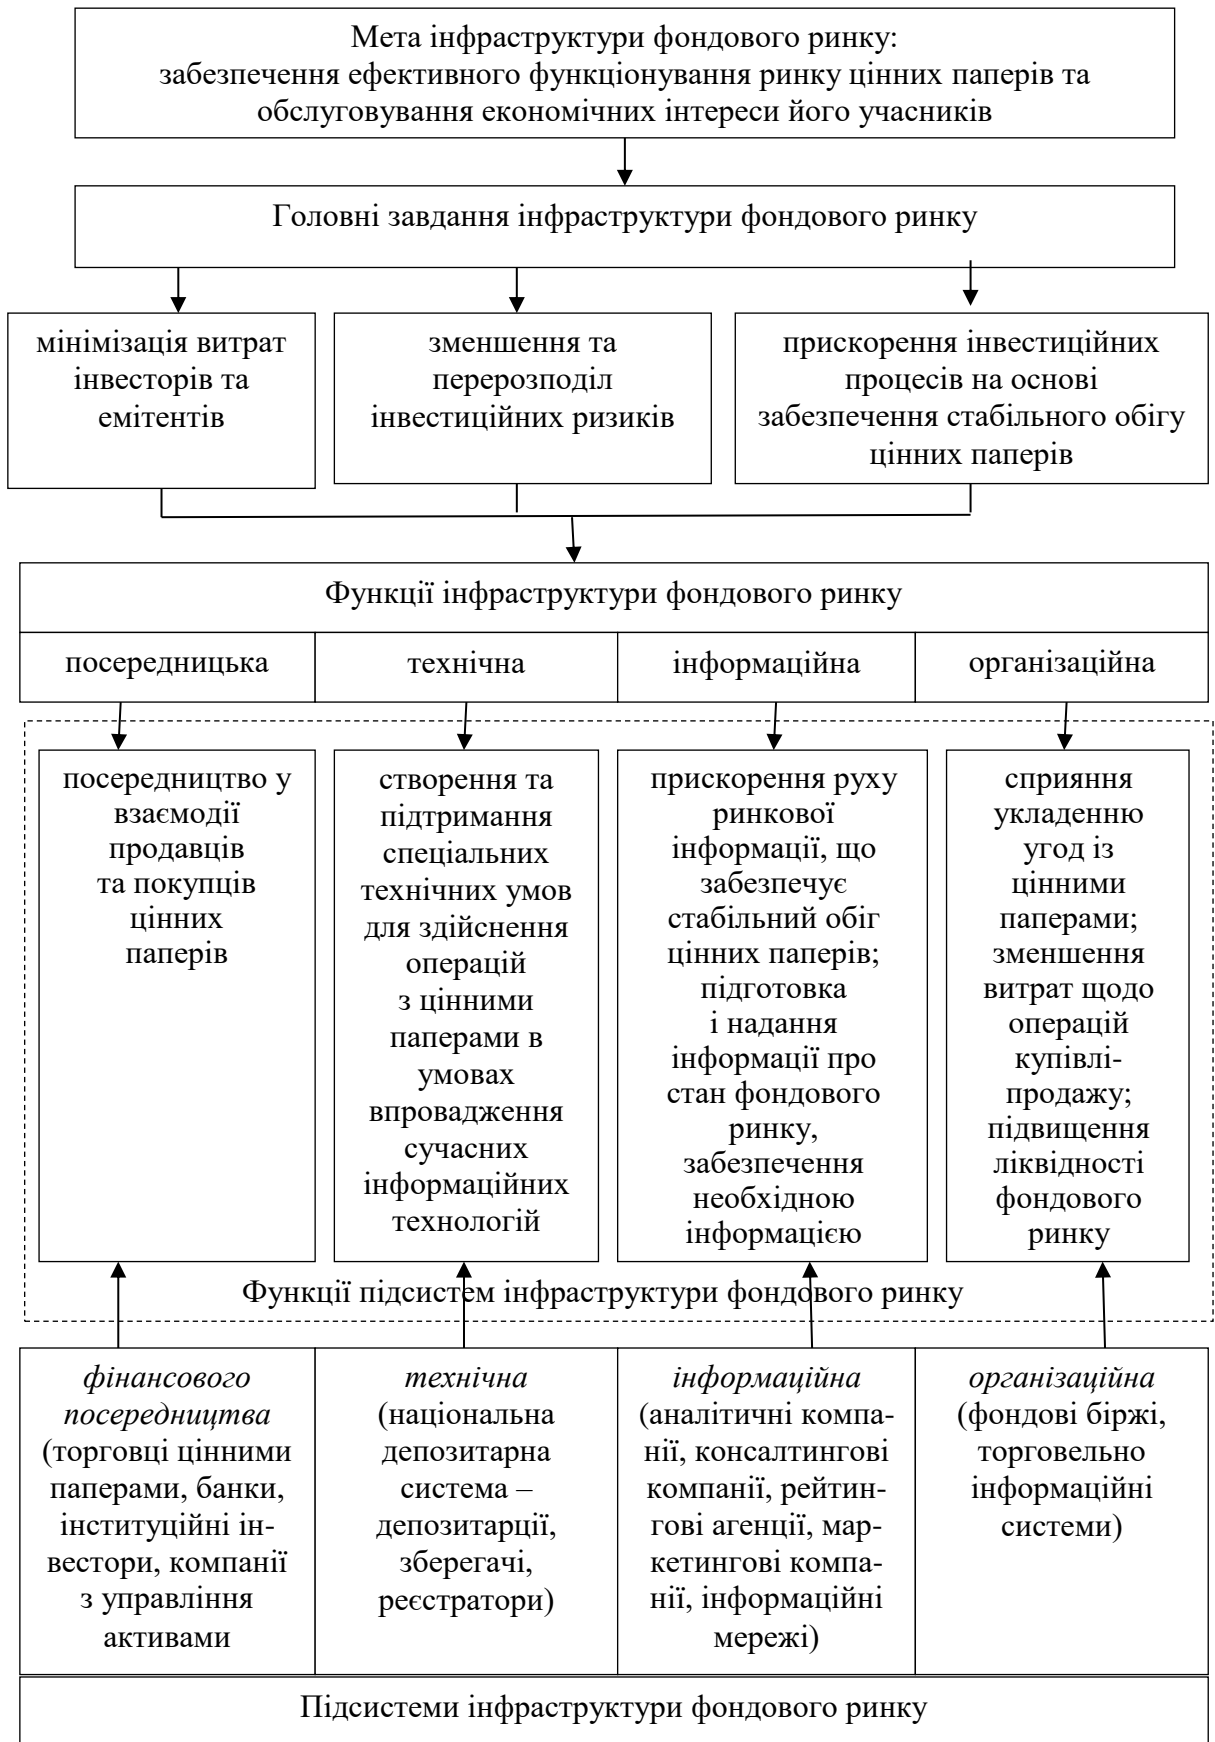 Мета інфраструктури фондового ринку:
забезпечення ефективного функціонування ринку цінних паперів та
обслуговування економічних інтереси його учасників
Головні завдання інфраструктури фондового ринку
мінімізація витрат
інвесторів та
емітентів
зменшення та
перерозподіл
інвестиційних ризиків
прискорення інвестиційних
процесів на основі
забезпечення стабільного обігу
цінних паперів
Функції інфраструктури фондового ринку
посередницька
технічна
інформаційна
організаційна
посередництво у
взаємодії
продавців
та покупців
цінних
паперів
створення та
підтримання
спеціальних
технічних умов
для здійснення
операцій
з цінними
паперами в
умовах
впровадження
сучасних
інформаційних
технологій
прискорення руху
ринкової
інформації, що
забезпечує
стабільний обіг
цінних паперів;
підготовка
і надання
інформації про
стан фондового
ринку,
забезпечення
необхідною
інформацією
сприяння
укладенню
угод із
цінними
паперами;
зменшення
витрат щодо
операцій
купівлі-
продажу;
підвищення
ліквідності
фондового
ринку
Функції підсистем інфраструктури фондового ринку
фінансового
посередництва
(торговці цінними
паперами, банки,
інституційні ін-
вестори, компанії
з управління
активами
технічна
(національна
депозитарна
система –
депозитарції,
зберегачі,
реєстратори)
інформаційна
(аналітичні компа-
нії, консалтингові
компанії, рейтин-
гові агенції, мар-
кетингові компа-
нії, інформаційні
мережі)
організаційна
(фондові біржі,
торговельно
інформаційні
системи)
Підсистеми інфраструктури фондового ринку